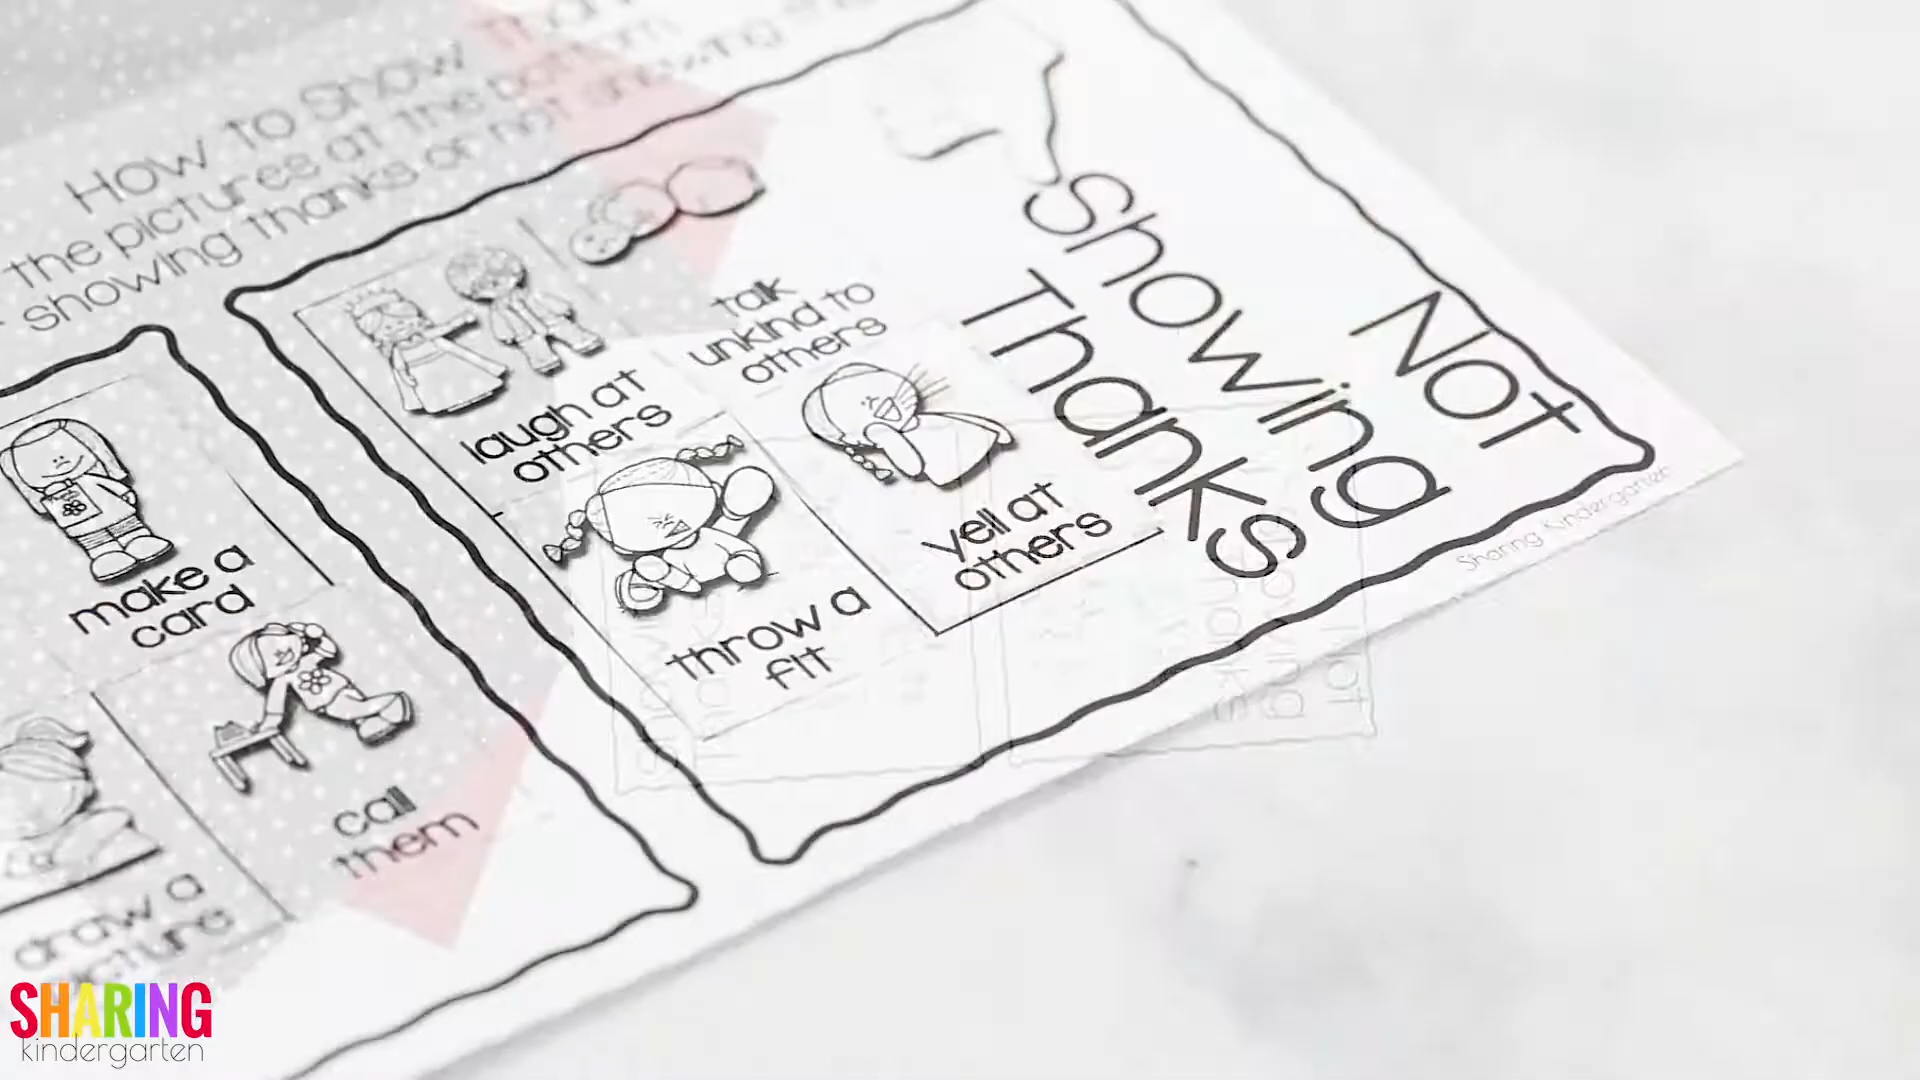 How to Show
the pictures at the bottom
showing thanks or not showing
Not
Showing
Thanks
talk
unkind to
others
laugh at
others
yell at
others
throw a
fit
make a
card
call
them
draw a
picture
Sharing Kindergarten
SHARING
kindergarten